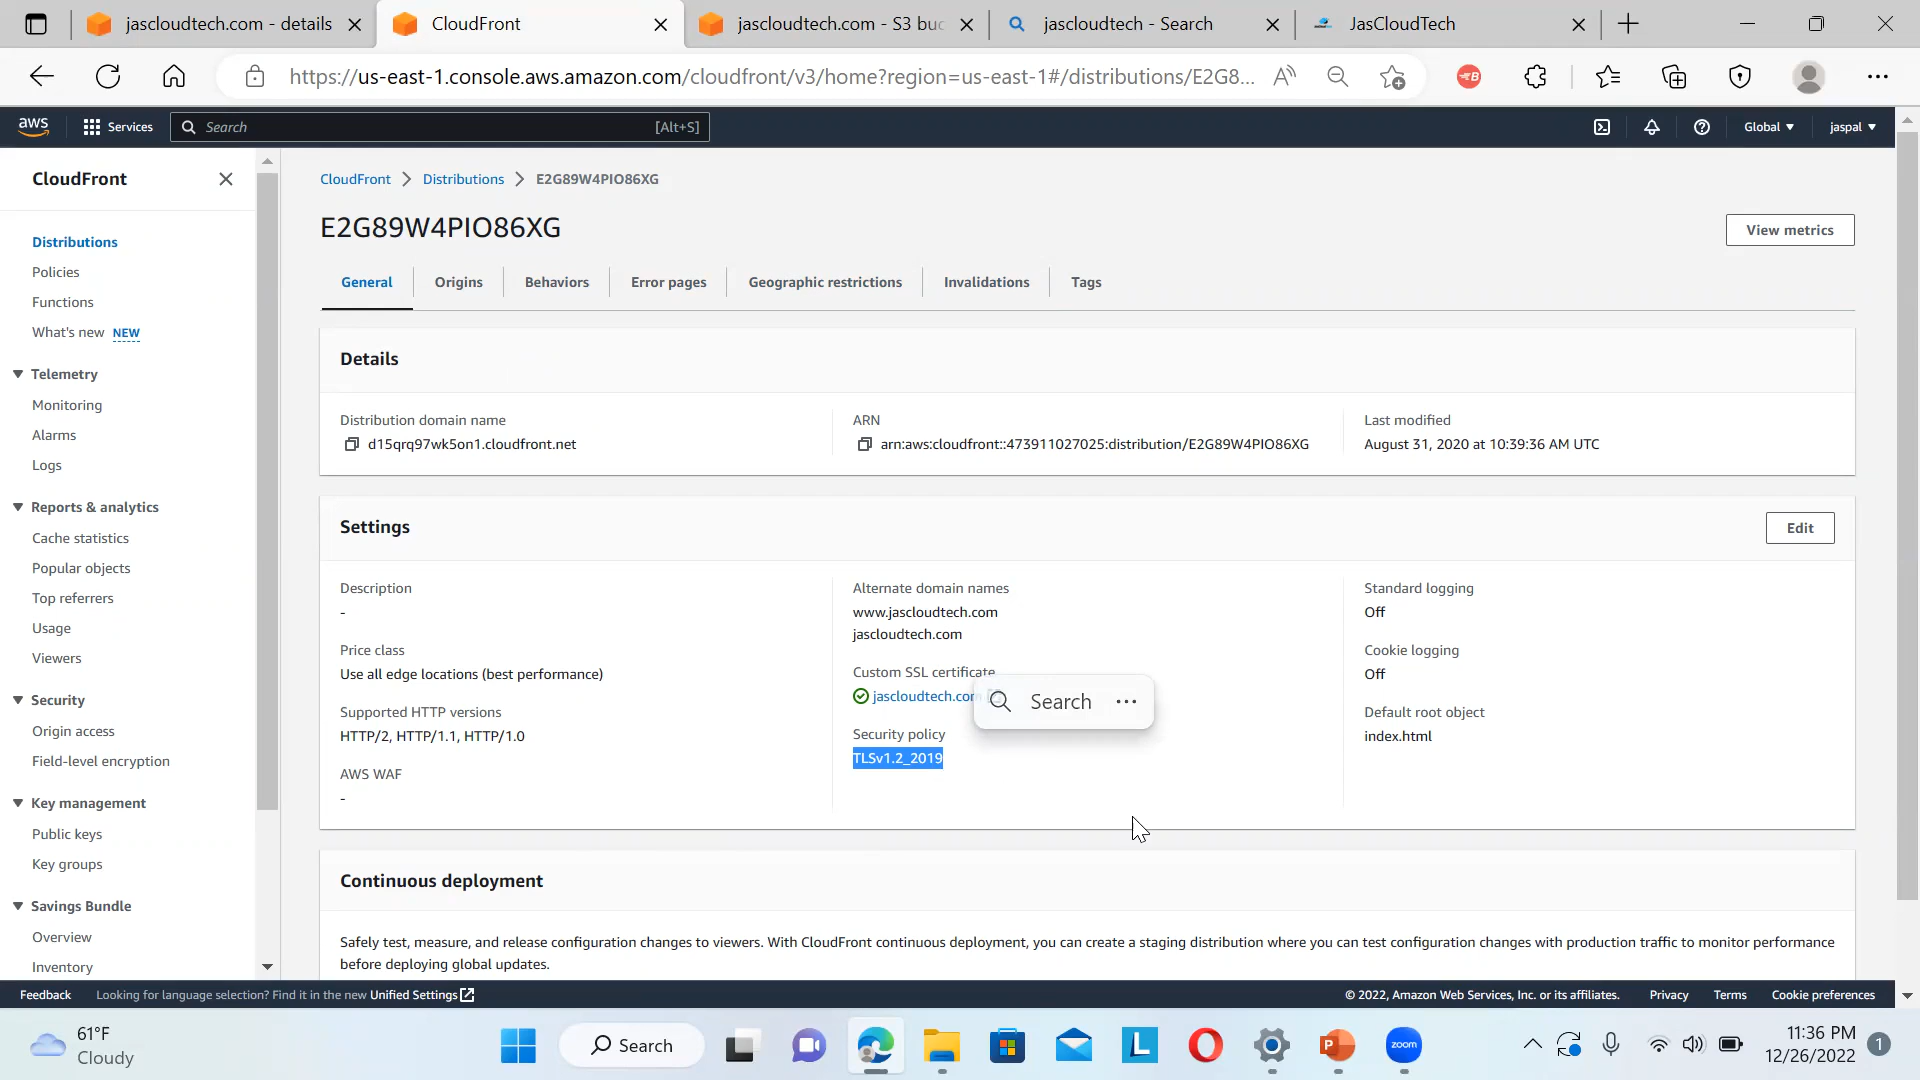 jascloudtech.com - details
CloudFront
jascloudtech.com - S3 buc
jascloudtech - Search
JasCloudTech
https://us-east-1.console.aws.amazon.com/cloudfront/v3/home?region=us-east-1#/distributions/E2G8...
aws
Services
Search
[Alt+S]
Global
jaspal
CloudFront
Distributions
Policies
Functions
What's new NEW
Telemetry
Monitoring
Alarms
Logs
Reports & analytics
Cache statistics
Popular objects
Top referrers
Usage
Viewers
Security
Origin access
Field-level encryption
Key management
Public keys
Key groups
Savings Bundle
Overview
Inventory
CloudFront
Distributions
E2G89W4PIO86XG
E2G89W4PIO86XG
View metrics
General
Origins
Behaviors
Error pages
Geographic restrictions
Invalidations
Tags
Details
Distribution domain name
d15qrq97wk5on1.cloudfront.net
ARN
arn:aws:cloudfront::473911027025:distribution/E2G89W4PIO86XG
Last modified
August 31, 2020 at 10:39:36 AM UTC
Settings
Edit
Description
-
Price class
Use all edge locations (best performance)
Supported HTTP versions
HTTP/2, HTTP/1.1, HTTP/1.0
AWS WAF
-
Alternate domain names
www.jascloudtech.com
jascloudtech.com
Custom SSL certificate
jascloudtech.com
Search
Security policy
TLSv1.2_2019
Standard logging
Off
Cookie logging
Off
Default root object
index.html
Continuous deployment
Safely test, measure, and release configuration changes to viewers. With CloudFront continuous deployment, you can create a staging distribution where you can test configuration changes with production traffic to monitor performance
before deploying global updates.
Feedback
Looking for language selection? Find it in the new Unified Settings
© 2022, Amazon Web Services, Inc. or its affiliates.
Privacy
Terms
Cookie preferences
61°F
Cloudy
Search
L
P
zoom
11:36 PM
12/26/2022
1